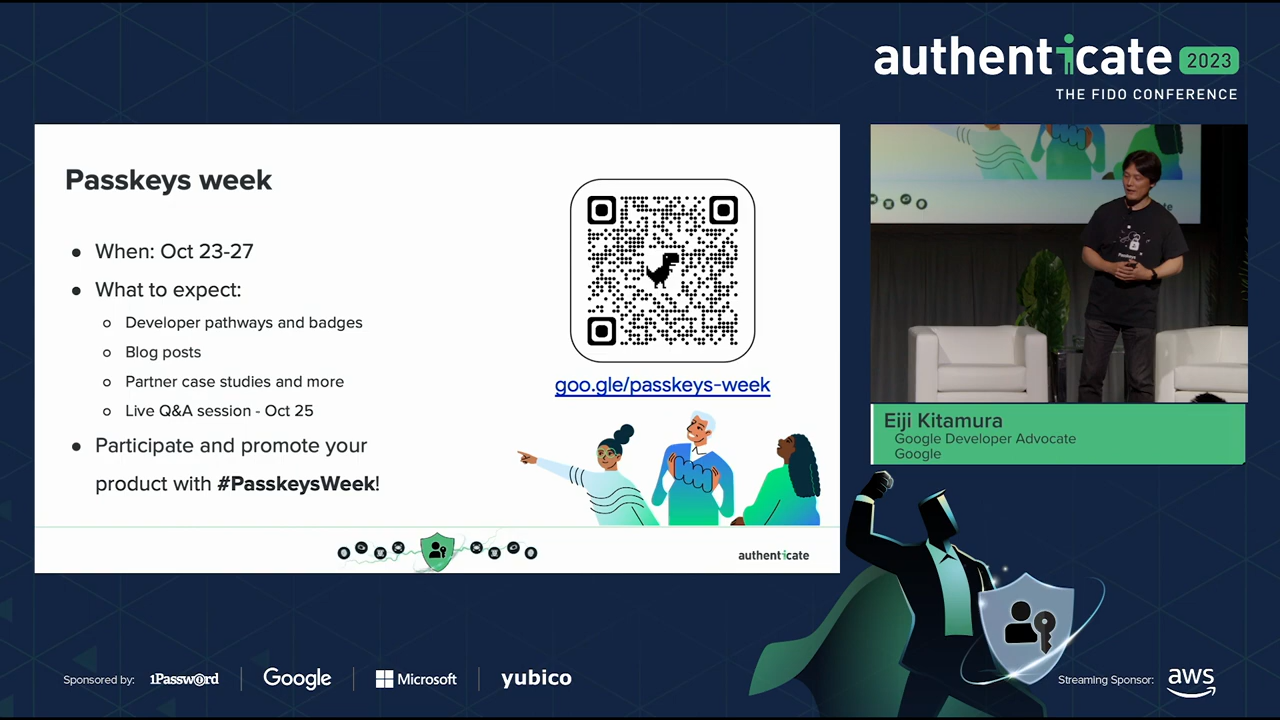 authenticate 2023
THE FIDO CONFERENCE
Passkeys week
When: Oct 23-27
What to expect:
Developer pathways and badges
Blog posts
Partner case studies and more
Live Q&A session - Oct 25
Participate and promote your
product with #PasskeysWeek!
goo.gle/passkeys-week
authenticate
Eiji Kitamura
Google Developer Advocate
Google
Sponsored by: 1Password Google Microsoft yubico
Streaming Sponsor: aws